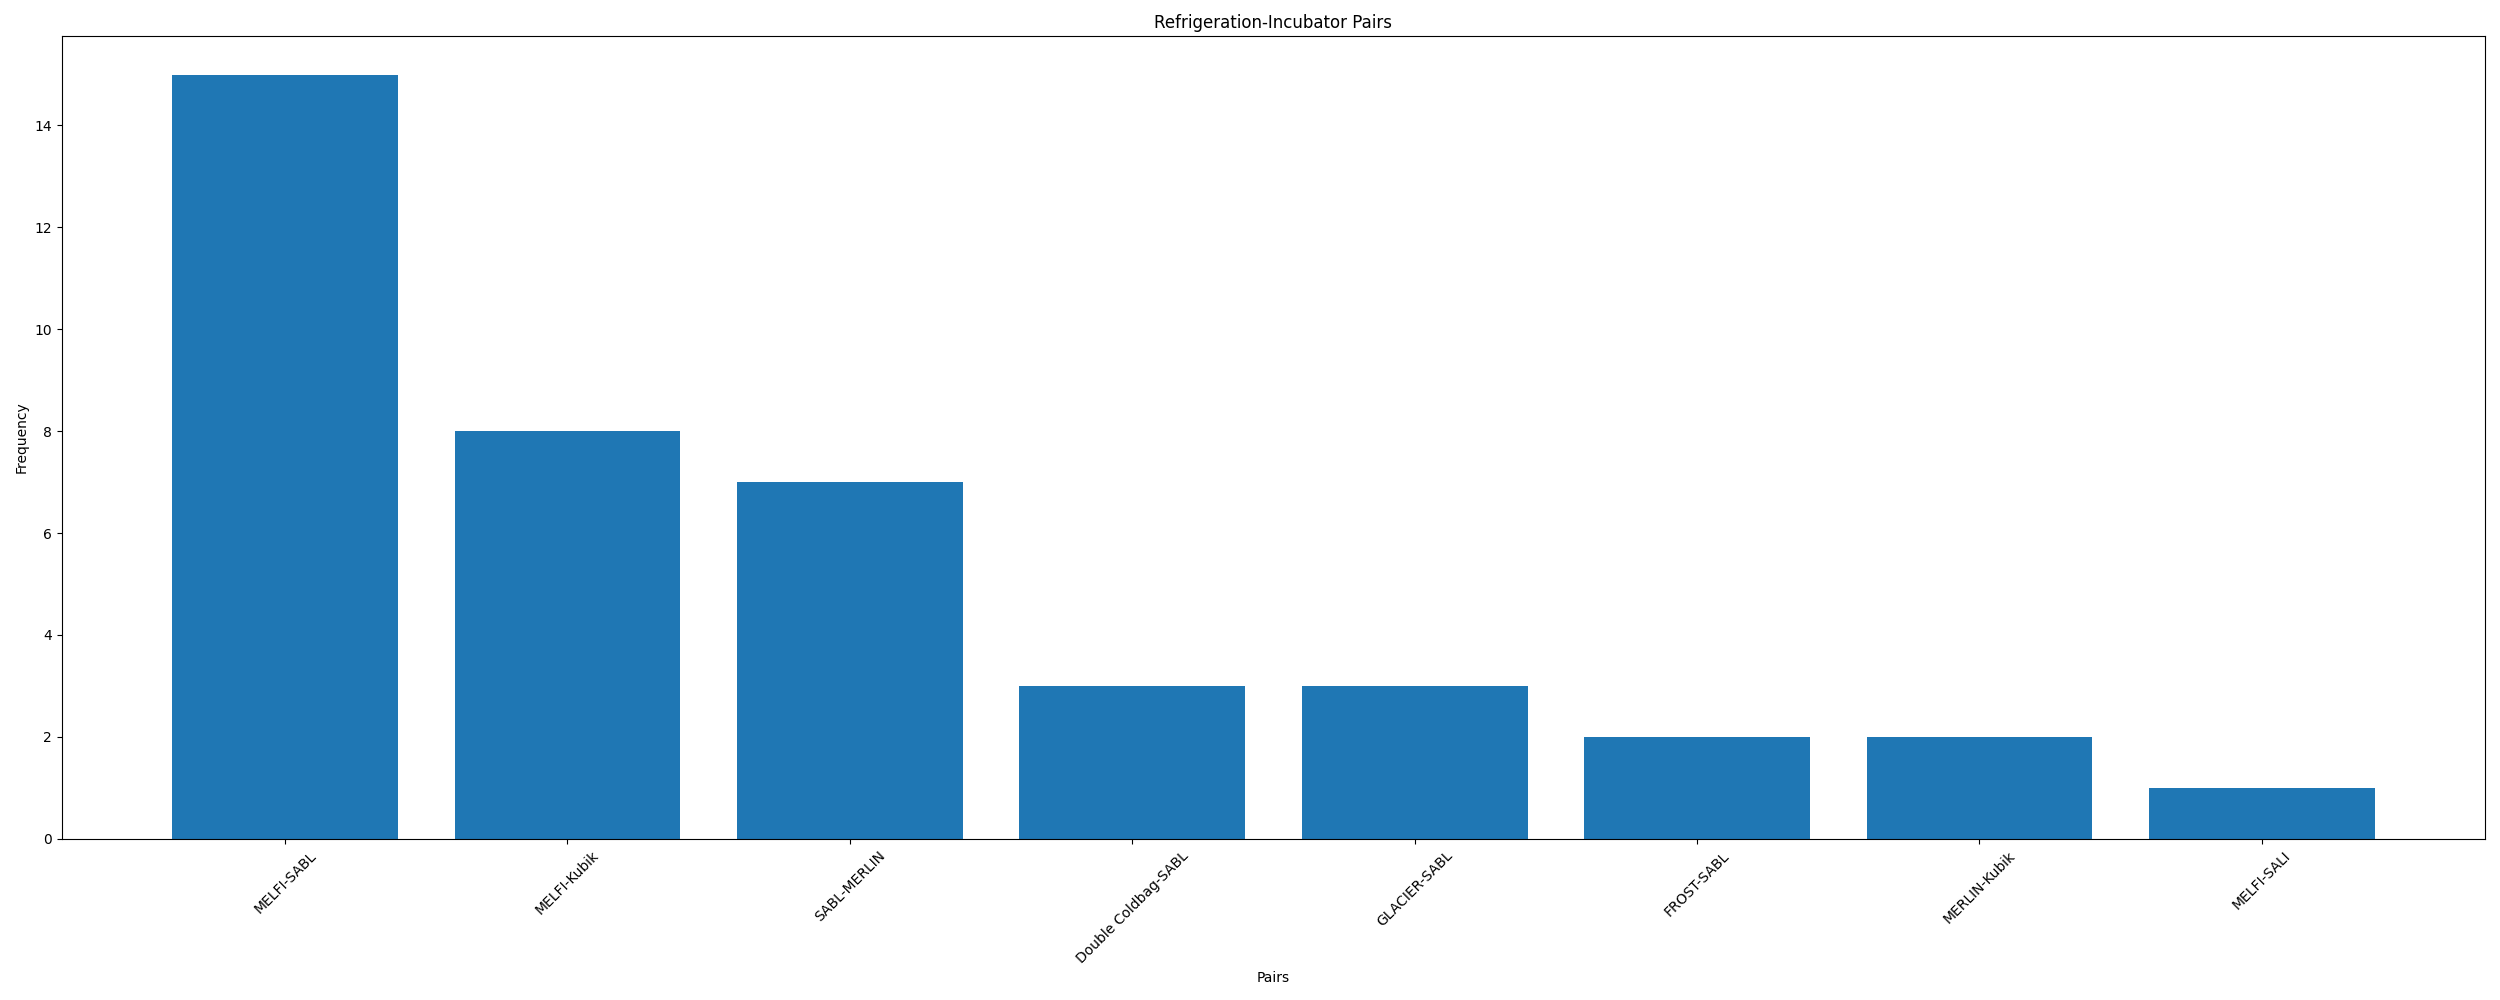 Refrigeration-Incubator Pairs
Frequency
14
12
10
8
6
4
2
0
MELFI-SABL
MELFI-Kubik
SABL-MERLIN
Double Coldbag-SABL
GLACIER-SABL
FROST-SABL
MERLIN-Kubik
MELFI-SALI
Pairs